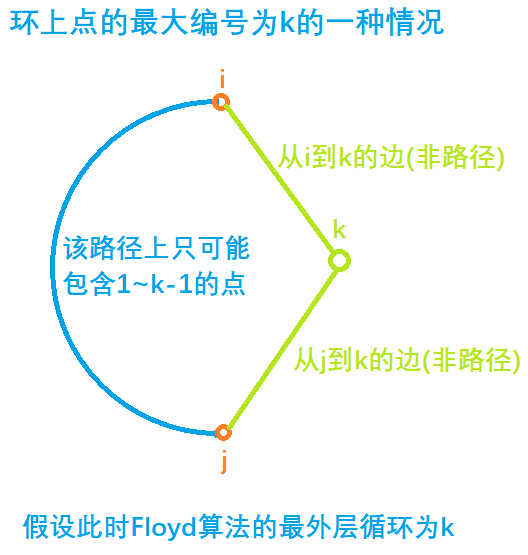 环上点的最大编号为k的一种情况
i
从i到k的边(非路径)
k
该路径上只可能
包含1~k-1的点
从j到k的边(非路径)
j
假设此时Floyd算法的最外层循环为k